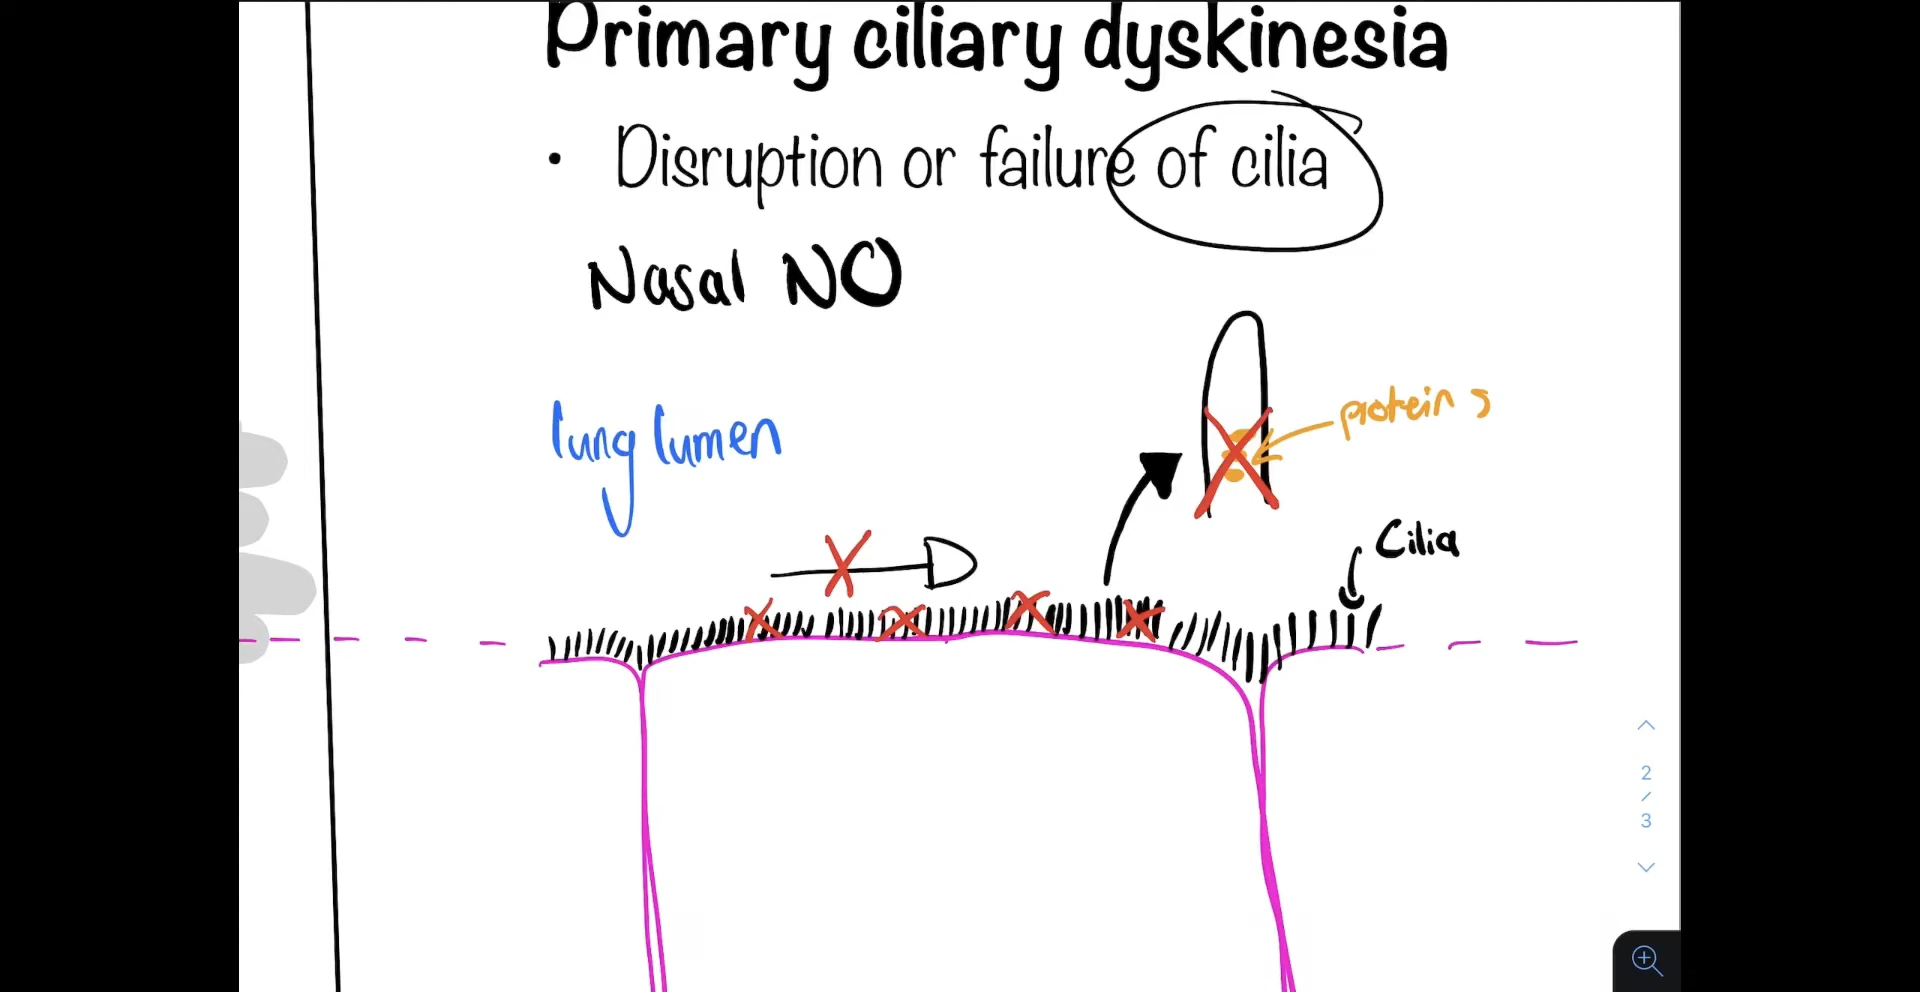 Primary ciliary dyskinesia
• Disruption or failure of cilia
Nasal NO
lung lumen
proteins
Cilia
2
/
3